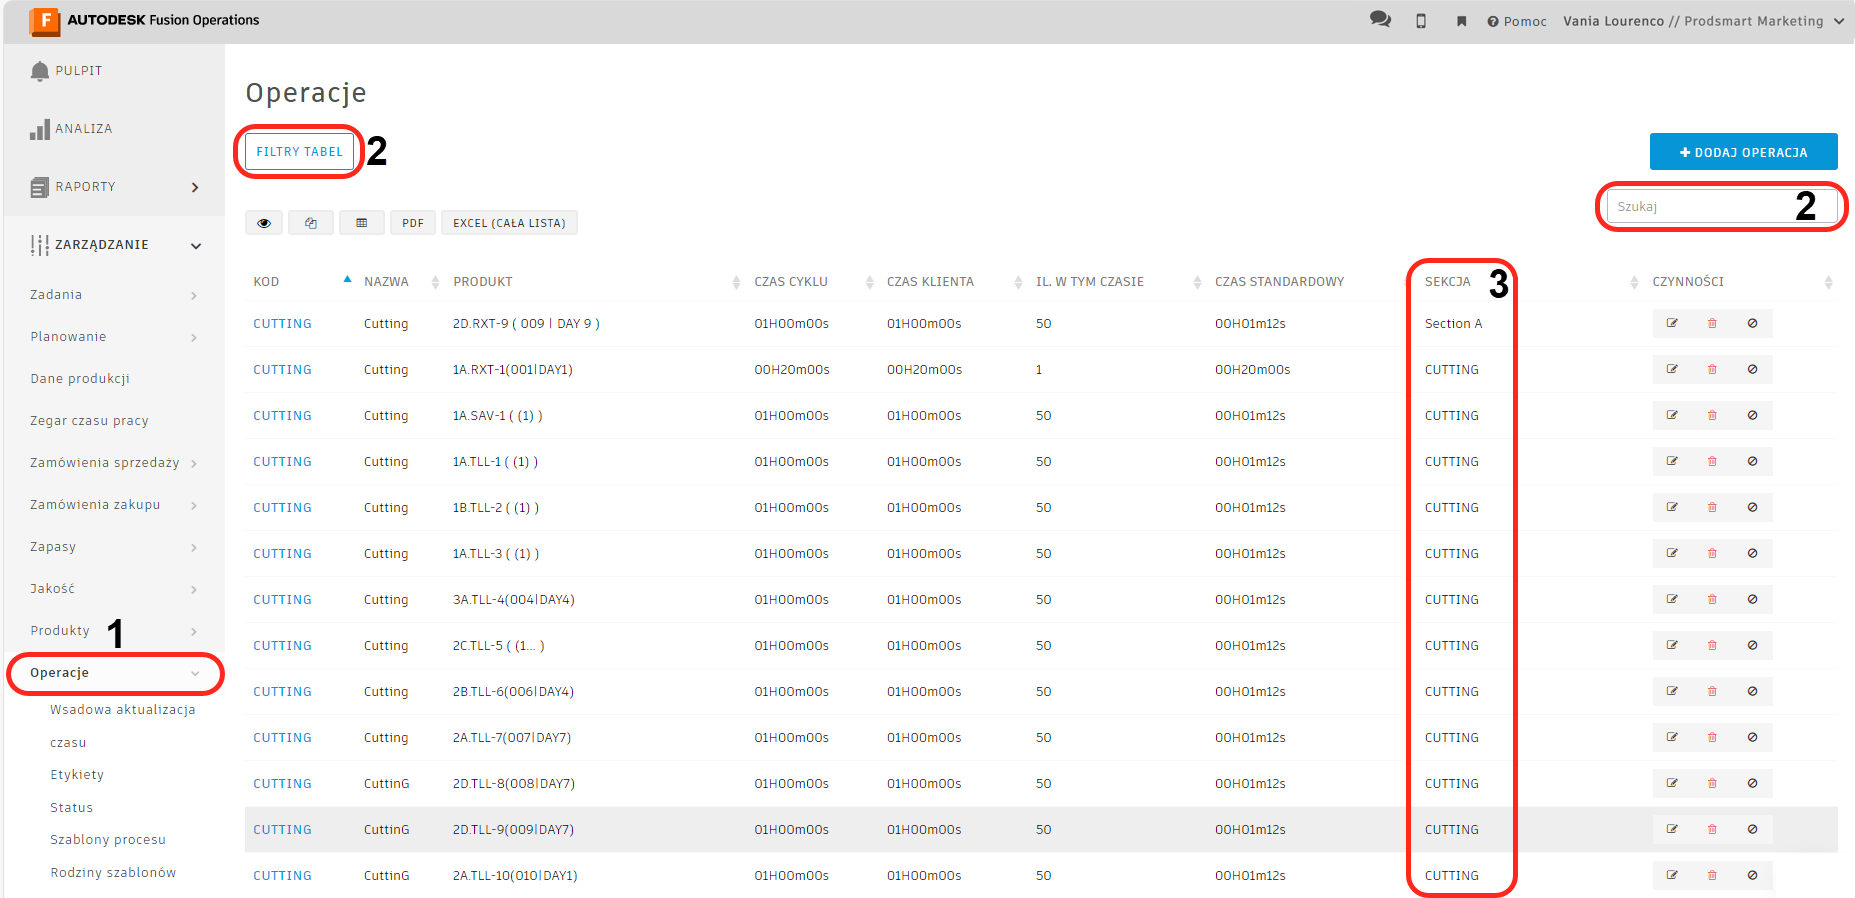 F AUTODESK Fusion Operations
Pomoc
Vania Lourenco // Prodsmart Marketing
PULPIT
ANALIZA
RAPORTY
ZARZĄDZANIE
Zadania
Planowanie
Dane produkcji
Zegar czasu pracy
Zamówienia sprzedaży
Zamówienia zakupu
Zapasy
Jakość
Produkty 1
Operacje
Wsadowa aktualizacja
czasu
Etykiety
Status
Szablony procesu
Rodziny szablonów
Operacje
FILTRY TABEL 2
DODAJ OPERACJA
Szukaj 2
PDF EXCEL (CAŁA LISTA)
KOD NAZWA PRODUKT CZAS CYKLU CZAS KLIENTA IL. W TYM CZASIE CZAS STANDARDOWY SEKCJA 3 CZYNNOŚCI
CUTTING Cutting 2D.RXT-9 ( 009 | DAY 9 ) 01H00m00s 01H00m00s 50 00H01m12s Section A
CUTTING Cutting 1A.RXT-1(001|DAY1) 00H20m00s 00H20m00s 1 00H20m00s CUTTING
CUTTING Cutting 1A.SAV-1 ( (1) ) 01H00m00s 01H00m00s 50 00H01m12s CUTTING
CUTTING Cutting 1A.TLL-1 ( (1) ) 01H00m00s 01H00m00s 50 00H01m12s CUTTING
CUTTING Cutting 1B.TLL-2 ( (1) ) 01H00m00s 01H00m00s 50 00H01m12s CUTTING
CUTTING Cutting 1A.TLL-3 ( (1) ) 01H00m00s 01H00m00s 50 00H01m12s CUTTING
CUTTING Cutting 3A.TLL-4(004|DAY4) 01H00m00s 01H00m00s 50 00H01m12s CUTTING
CUTTING Cutting 2C.TLL-5 ( (1... ) 01H00m00s 01H00m00s 50 00H01m12s CUTTING
CUTTING Cutting 2B.TLL-6(006|DAY4) 01H00m00s 01H00m00s 50 00H01m12s CUTTING
CUTTING Cutting 2A.TLL-7(007|DAY7) 01H00m00s 01H00m00s 50 00H01m12s CUTTING
CUTTING CuttinG 2D.TLL-8(008|DAY7) 01H00m00s 01H00m00s 50 00H01m12s CUTTING
CUTTING CuttinG 2D.TLL-9(009|DAY7) 01H00m00s 01H00m00s 50 00H01m12s CUTTING
CUTTING CuttinG 2A.TLL-10(010|DAY1) 01H00m00s 01H00m00s 50 00H01m12s CUTTING